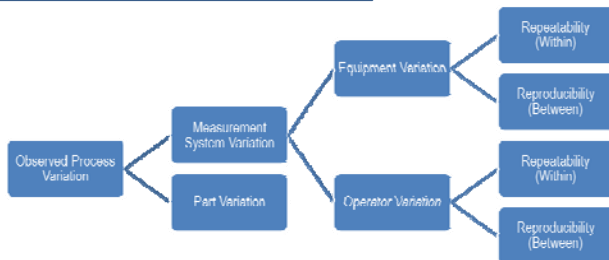 Observed Process
Variation
Measurement
System Variation
Part Variation
Equipment Variation
Operator Variation
Repeatability
(Within)
Reproducibility
(Between)
Repeatability
(Within)
Reproducibility
(Between)